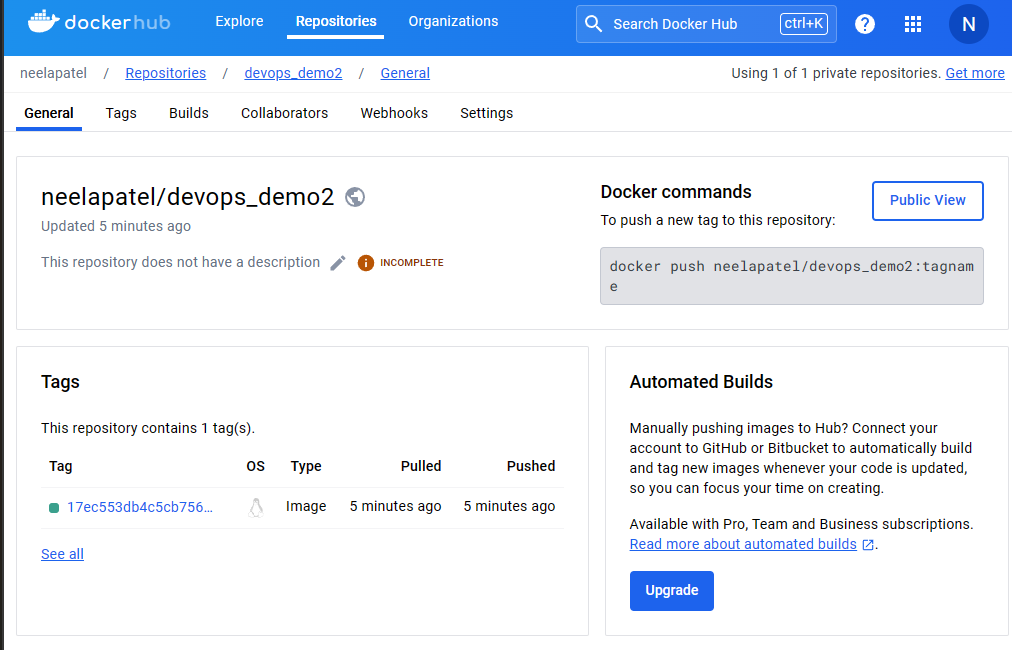 dockerhub Explore Repositories Organizations Search Docker Hub ctrl+K ? N
neelapatel / Repositories / devops_demo2 / General Using 1 of 1 private repositories. Get more
General Tags Builds Collaborators Webhooks Settings
neelapatel/devops_demo2
Updated 5 minutes ago
This repository does not have a description i INCOMPLETE
Docker commands
To push a new tag to this repository:
Public View
docker push neelapatel/devops_demo2:tagnam
e
Tags
This repository contains 1 tag(s).
Tag OS Type Pulled Pushed
17ec553db4c5cb756… Image 5 minutes ago 5 minutes ago
See all
Automated Builds
Manually pushing images to Hub? Connect your
account to GitHub or Bitbucket to automatically build
and tag new images whenever your code is updated,
so you can focus your time on creating.
Available with Pro, Team and Business subscriptions.
Read more about automated builds .
Upgrade